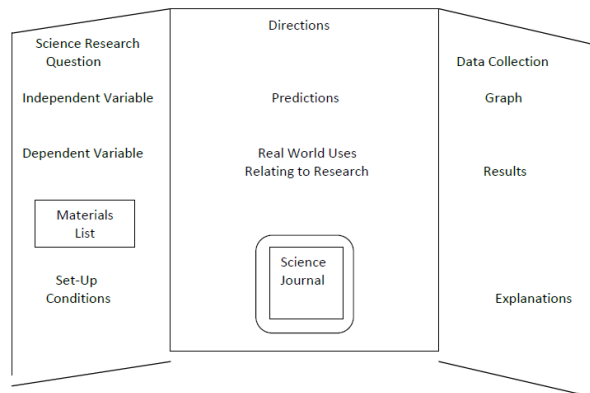 Science Research
Question
Independent Variable
Dependent Variable
Materials
List
Set-Up
Conditions
Directions
Predictions
Real World Uses
Relating to Research
Science
Journal
Data Collection
Graph
Results
Explanations